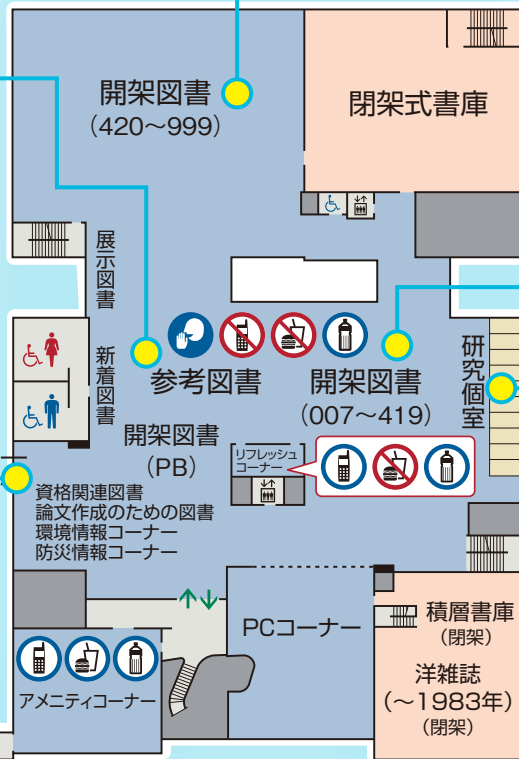 開架図書
（420～999）
閉架式書庫
展示図書
新着図書
参考図書
開架図書
（007～419）
研究個室
開架図書
（PB）
リフレッシュ
コーナー
資格関連図書
論文作成のための図書
環境情報コーナー
防災情報コーナー
PCコーナー
積層書庫
（閉架）
洋雑誌
（～1983年）
（閉架）
アメニティコーナー